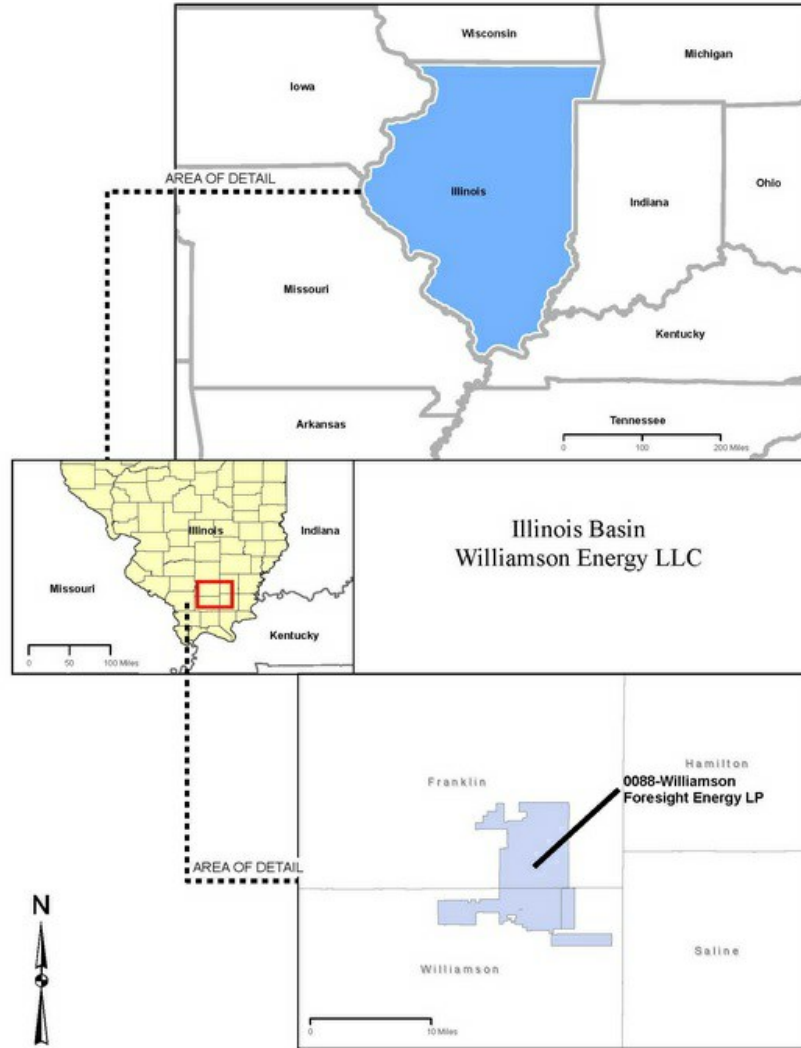 Wisconsin
Michigan
Iowa
AREA OF DETAIL
Illinois
Ohio
Indiana
Missouri
Kentucky
Arkansas
Tennessee
0 100 200 Miles
Illinois
Indiana
Missouri
Kentucky
0 50 100 Miles
Illinois Basin
Williamson Energy LLC
Hamilton
Franklin
0088-Williamson
Foresight Energy LP
AREA OF DETAIL
N
Saline
Williamson
0 10 Miles